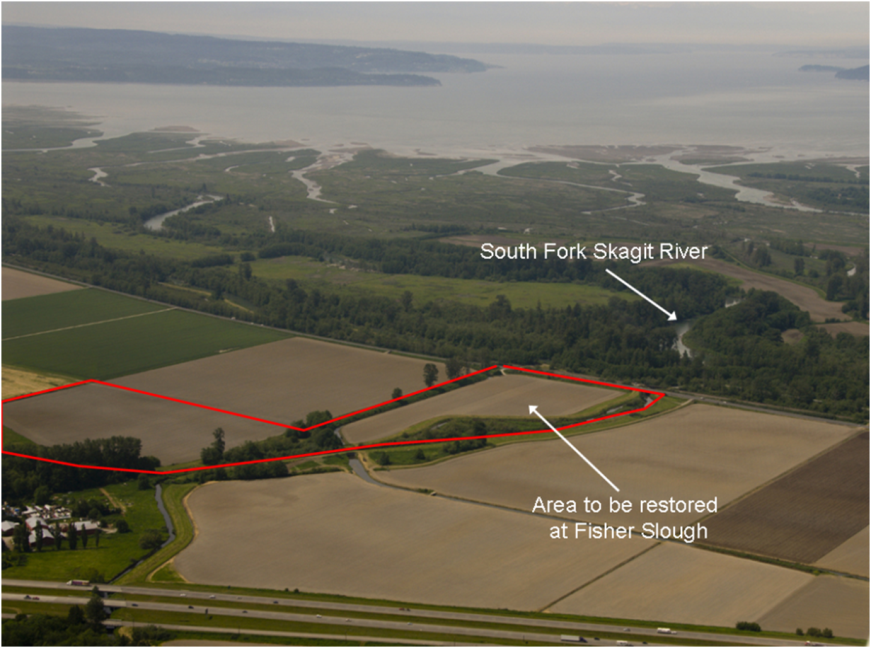 South Fork Skagit River
Area to be restored
at Fisher Slough